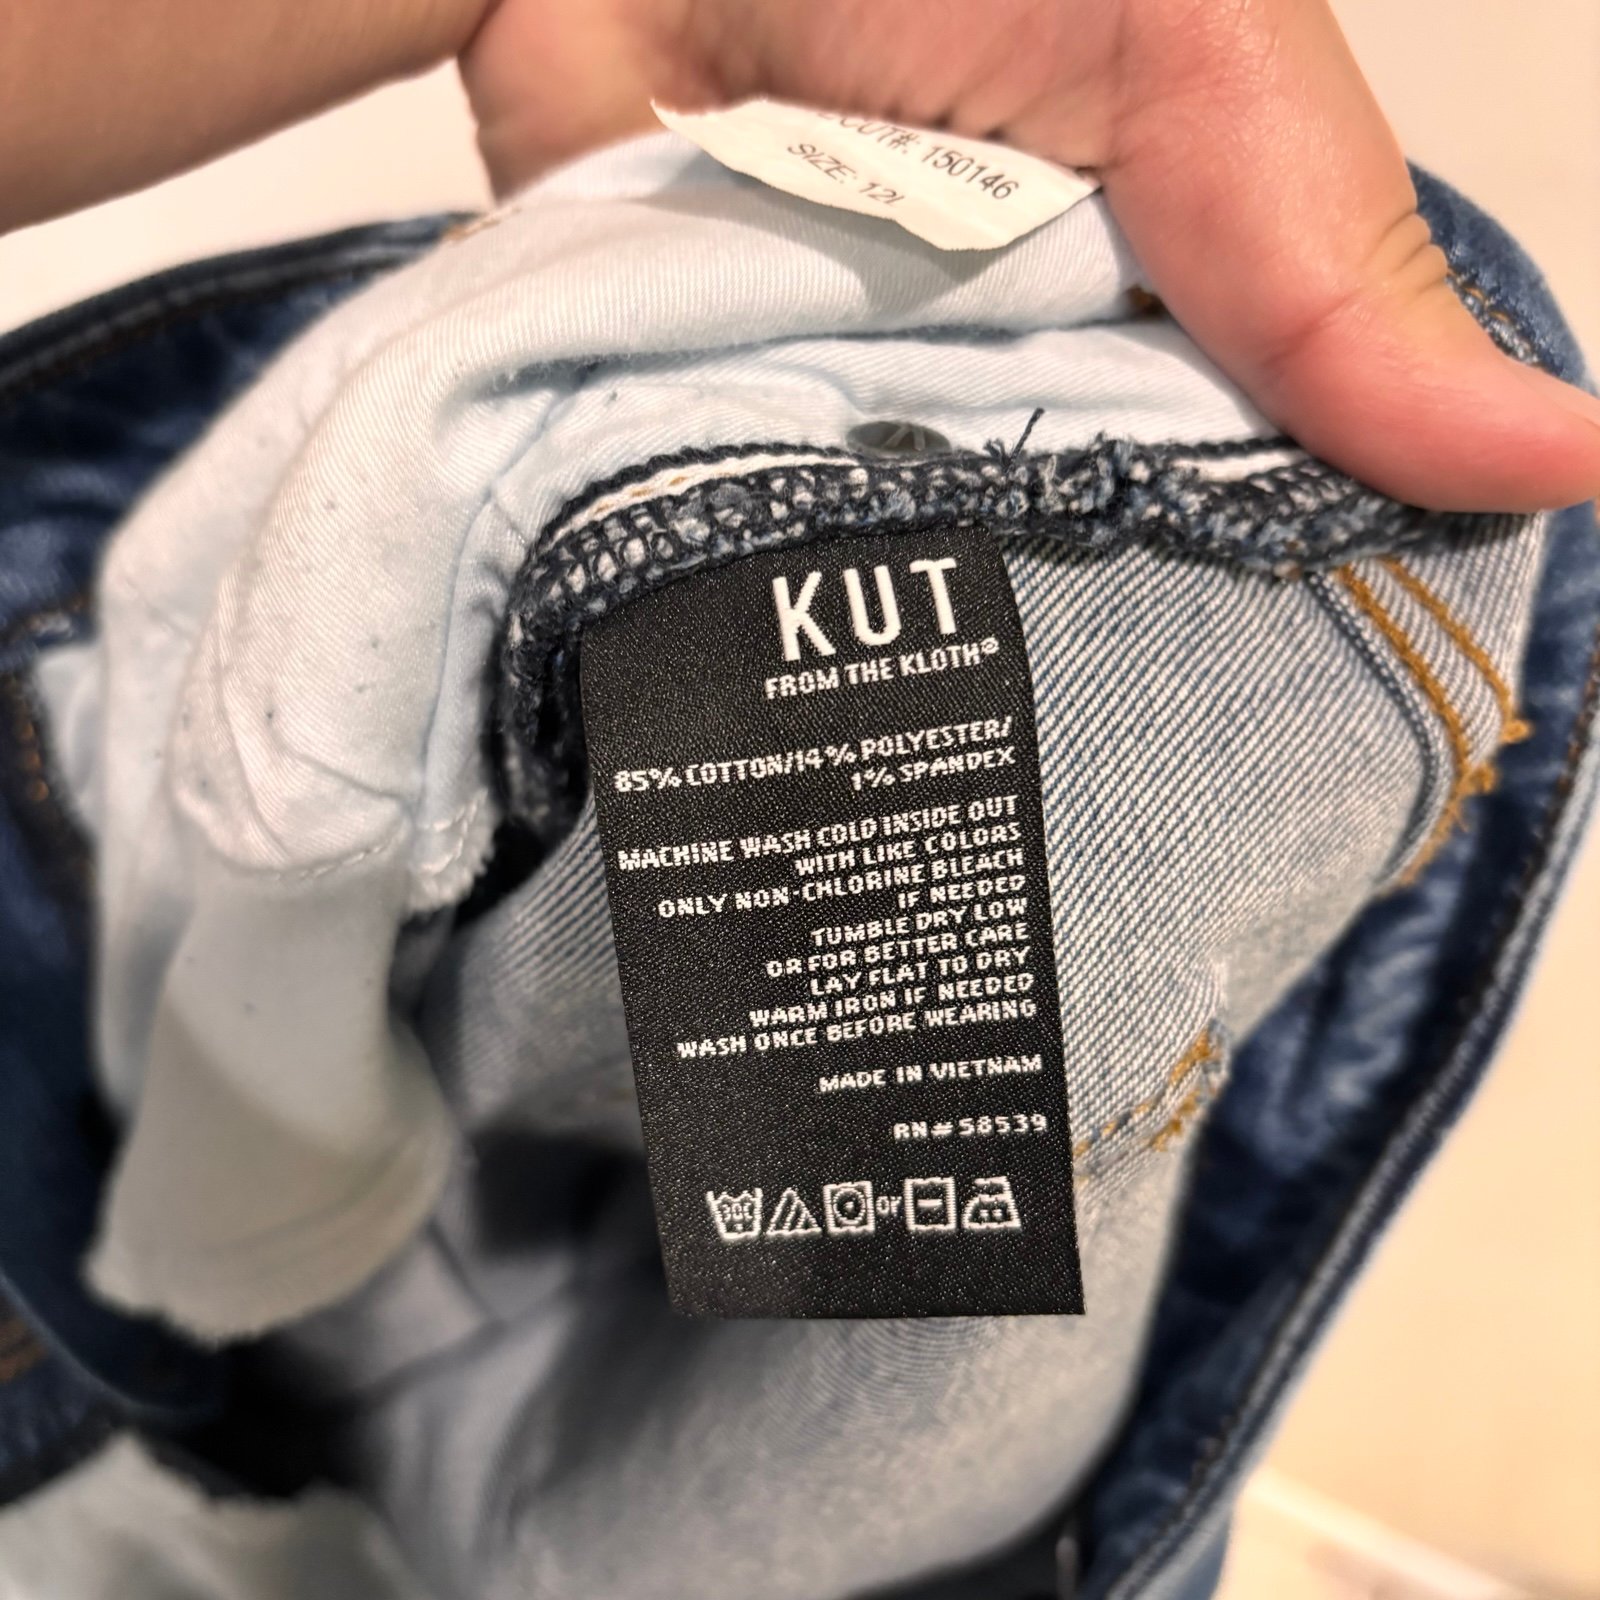 CUT#: 150146
SIZE: 12
KUT
FROM THE KLOTH®
85% COTTON/14% POLYESTER/
1% SPANDEX
MACHINE WASH COLD INSIDE OUT
WITH LIKE COLORS
ONLY NON-CHLORINE BLEACH
IF NEEDED
TUMBLE DRY LOW
OR FOR BETTER CARE
LAY FLAT TO DRY
WARM IRON IF NEEDED
WASH ONCE BEFORE WEARING
MADE IN VIETNAM
RN#58539
30C
or